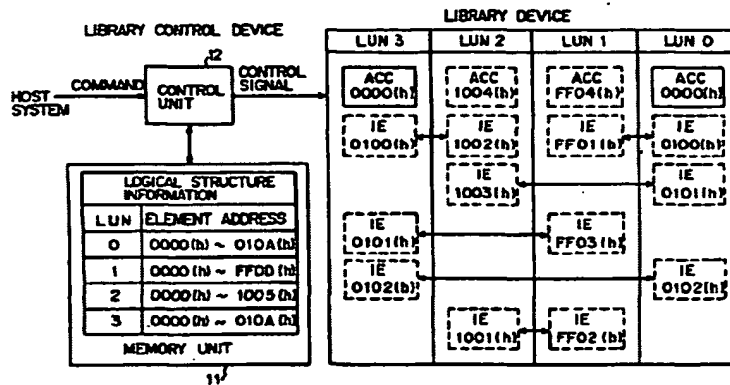 LIBRARY CONTROL DEVICE
LIBRARY DEVICE
12
HOST SYSTEM
COMMAND
CONTROL UNIT
CONTROL SIGNAL
LOGICAL STRUCTURE INFORMATION
LUN ELEMENT ADDRESS
0 0000(h) ~ 010A(h)
1 0000(h) ~ FF0D(h)
2 0000(h) ~ 1005(h)
3 0000(h) ~ 010A(h)
MEMORY UNIT
11
LUN 3 LUN 2 LUN 1 LUN 0
ACC ACC ACC ACC
0000(h) 1004(h) FF04(h) 0000(h)
IE IE IE IE
0100(h) 1002(h) FF01(h) 0100(h)
IE IE
1003(h) 0101(h)
IE IE
0101(h) FF03(h)
IE IE
0102(h) 0102(h)
IE IE
1001(h) FF02(h)